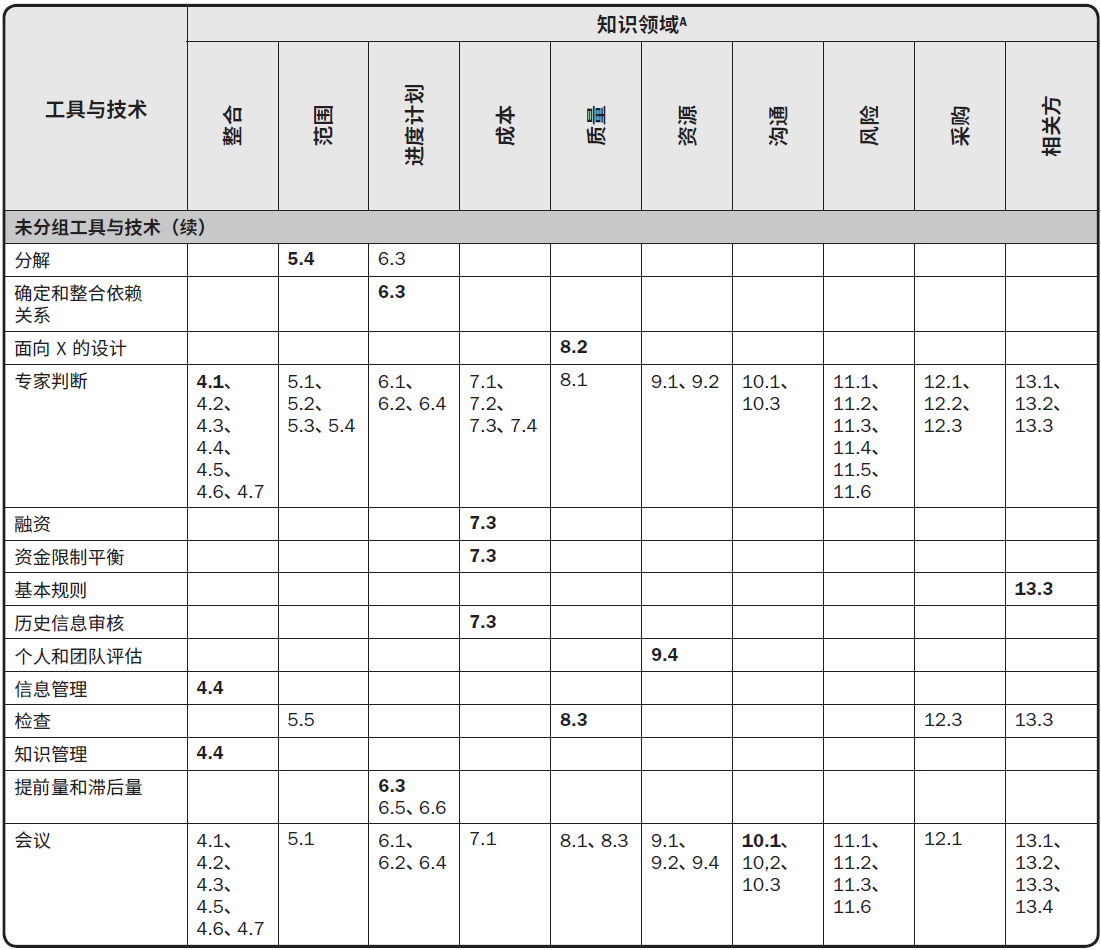 工具与技术
知识领域A
整合
范围
进度计划
成本
质量
资源
沟通
风险
采购
相关方
未分组工具与技术（续）
分解
5.4
6.3
确定和整合依赖
关系
6.3
面向 X 的设计
8.2
专家判断
4.1、
4.2、
4.3、
4.4、
4.5、
4.6、4.7
5.1、
5.2、
5.3、5.4
6.1、
6.2、6.4
7.1、
7.2、
7.3、7.4
8.1
9.1、9.2
10.1、
10.3
11.1、
11.2、
11.3、
11.4、
11.5、
11.6
12.1、
12.2、
12.3
13.1、
13.2、
13.3
融资
7.3
资金限制平衡
7.3
基本规则
13.3
历史信息审核
7.3
个人和团队评估
9.4
信息管理
4.4
检查
5.5
8.3
12.3
13.3
知识管理
4.4
提前量和滞后量
6.3
6.5、6.6
会议
4.1、
4.2、
4.3、
4.5、
4.6、4.7
5.1
6.1、
6.2、6.4
7.1
8.1、8.3
9.1、
9.2、9.4
10.1、
10,2、
10.3
11.1、
11.2、
11.3、
11.6
12.1
13.1、
13.2、
13.3、
13.4